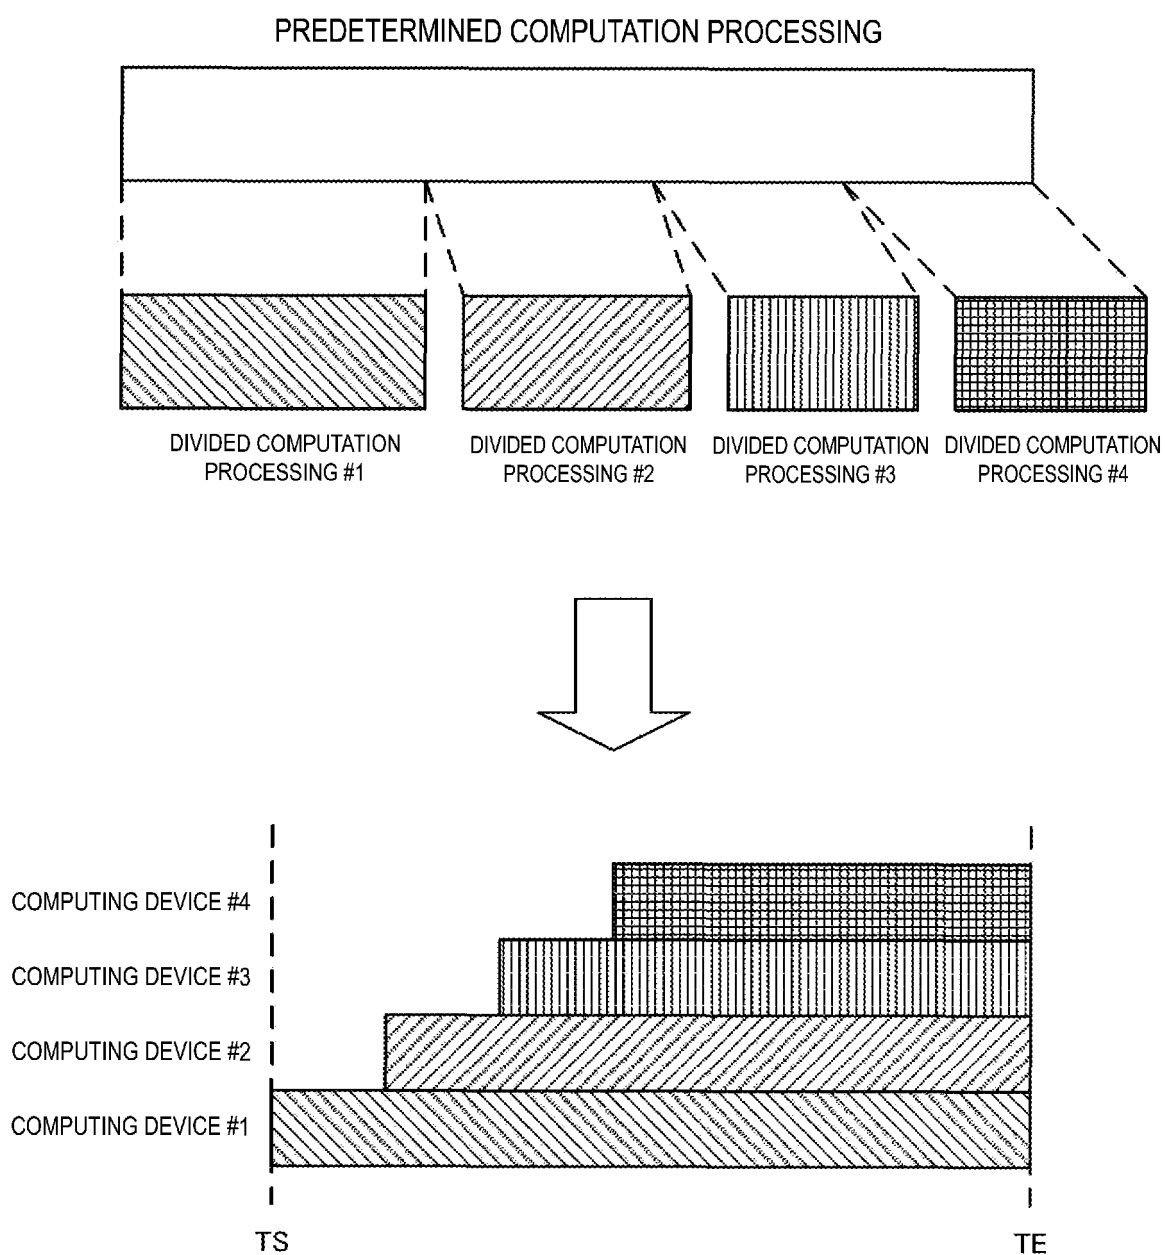 PREDETERMINED COMPUTATION PROCESSING
DIVIDED COMPUTATION
PROCESSING #1
DIVIDED COMPUTATION
PROCESSING #2
DIVIDED COMPUTATION
PROCESSING #3
DIVIDED COMPUTATION
PROCESSING #4
COMPUTING DEVICE #4
COMPUTING DEVICE #3
COMPUTING DEVICE #2
COMPUTING DEVICE #1
TS
TE